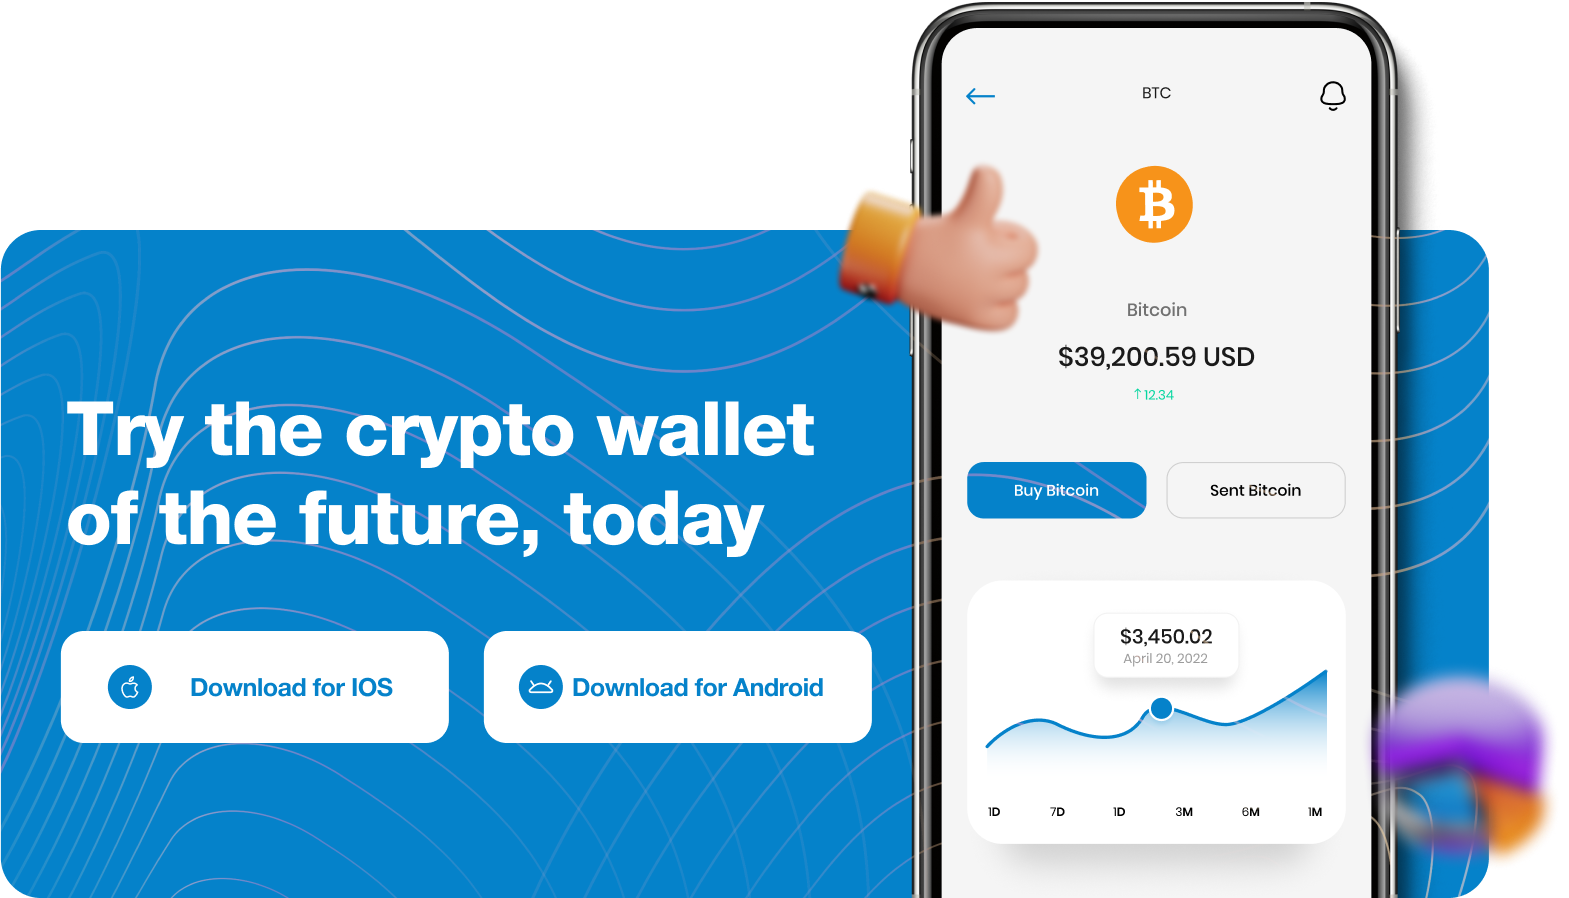 Try the crypto wallet
of the future, today
Download for IOS
Download for Android
BTC
Bitcoin
$39,200.59 USD
↑12.34
Buy Bitcoin
Sent Bitcoin
$3,450.02
April 20, 2022
1D 7D 1D 3M 6M 1M